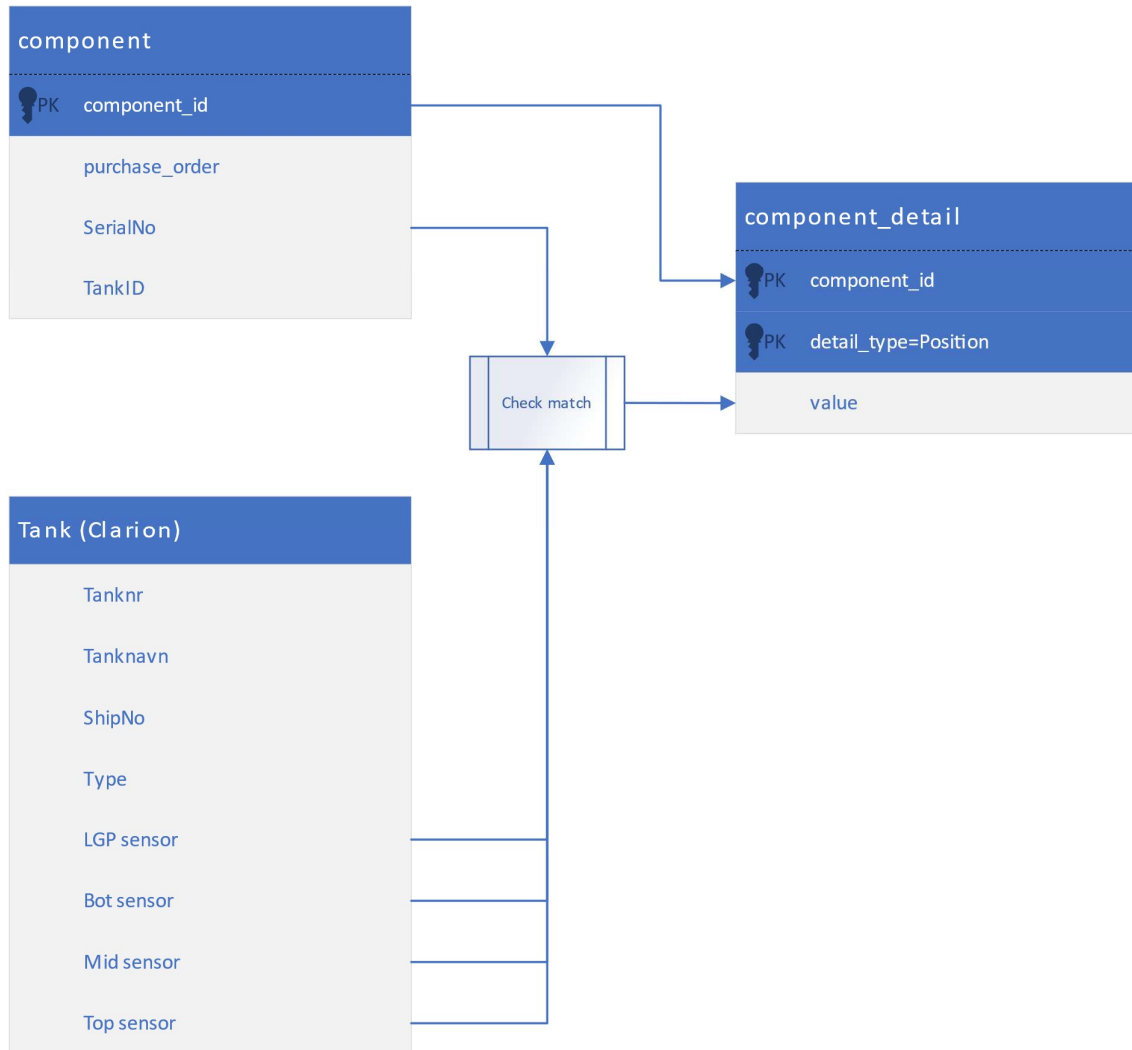 component
PK component_id
purchase_order
SerialNo
TankID
component_detail
PK component_id
PK detail_type=Position
value
Check match
Tank (Clarion)
Tanknr
Tanknavn
ShipNo
Type
LGP sensor
Bot sensor
Mid sensor
Top sensor